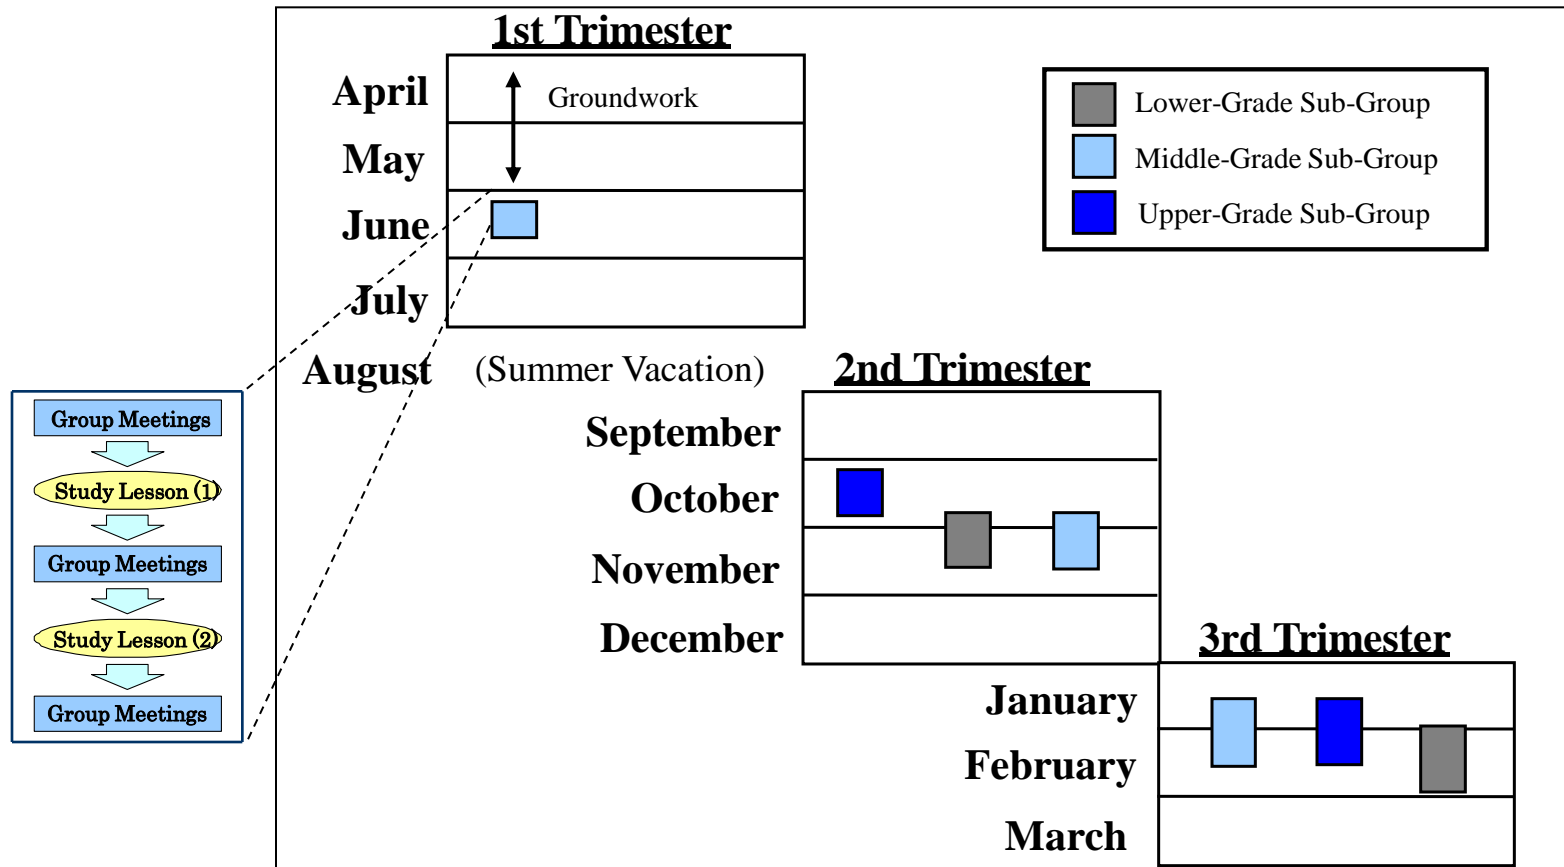 1st Trimester
April
Groundwork
May
June
July
August
(Summer Vacation)
Lower-Grade Sub-Group
Middle-Grade Sub-Group
Upper-Grade Sub-Group
2nd Trimester
September
October
November
December
3rd Trimester
January
February
March
Group Meetings
Study Lesson (1)
Group Meetings
Study Lesson (2)
Group Meetings